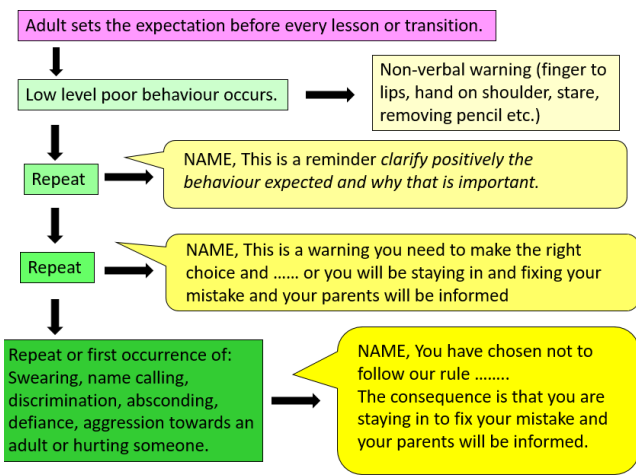 Adult sets the expectation before every lesson or transition.
Low level poor behaviour occurs.
Non-verbal warning (finger to
lips, hand on shoulder, stare,
removing pencil etc.)
Repeat
NAME, This is a reminder clarify positively the
behaviour expected and why that is important.
Repeat
NAME, This is a warning you need to make the right
choice and ...... or you will be staying in and fixing your
mistake and your parents will be informed
Repeat or first occurrence of:
Swearing, name calling,
discrimination, absconding,
defiance, aggression towards an
adult or hurting someone.
NAME, You have chosen not to
follow our rule ........
The consequence is that you are
staying in to fix your mistake and
your parents will be informed.